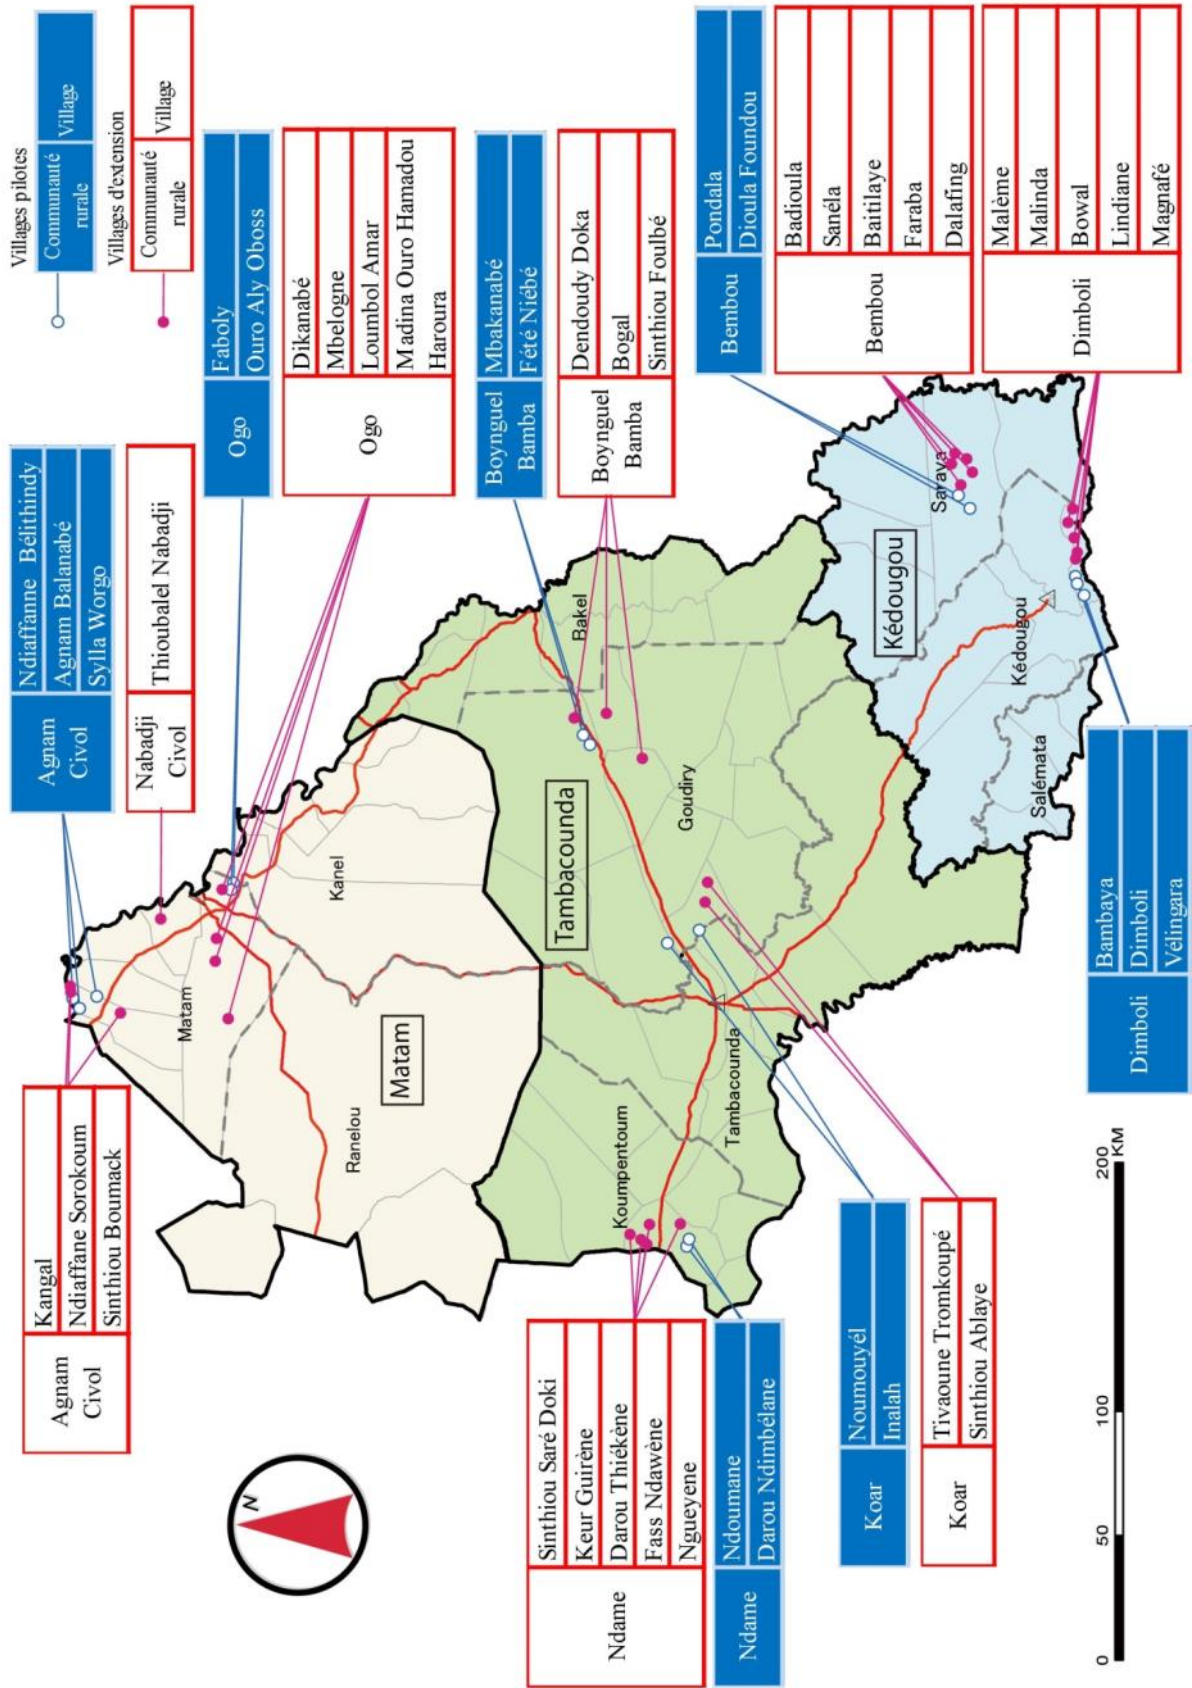 Villages pilotes
Communauté
rurale
Village
Villages d'extension
Communauté
rurale
Village
Agnam
Civol
Ndiaffanne Bélithindy
Agnam Balanabé
Sylla Worgo
Nabadji
Civol
Thioubalel Nabadji
Ogo
Faboly
Ouro Aly Oboss
Ogo
Dikanabé
Mbelogne
Loumbol Amar
Madina Ouro Hamadou
Haroura
Boynguel
Bamba
Mbakanabé
Fété Niébé
Boynguel
Bamba
Dendoudy Doka
Bogal
Sinthiou Foulbé
Bembou
Pondala
Dioula Foundou
Bembou
Badioula
Sanéla
Baitilaye
Faraba
Dalafing
Dimboli
Malème
Malinda
Bowal
Lindiane
Magnafé
Agnam
Civol
Kangal
Ndiaffane Sorokoum
Sinthiou Boumack
N
Matam
Kanel
Ranelou
Matam
Tambacounda
Bakel
Goudiry
Koumpentoum
Tambacounda
Kédougou
Saraya
Kédougou
Salémata
Ndame
Sinthiou Saré Doki
Keur Guirène
Darou Thiékène
Fass Ndawène
Ngueyene
Ndame
Ndoumane
Darou Ndimbélane
Koar
Noumouyél
Inalah
Koar
Tivaoune Tromkoupé
Sinthiou Ablaye
Dimboli
Bambaya
Dimboli
Vélingara
0
50
100
200
KM